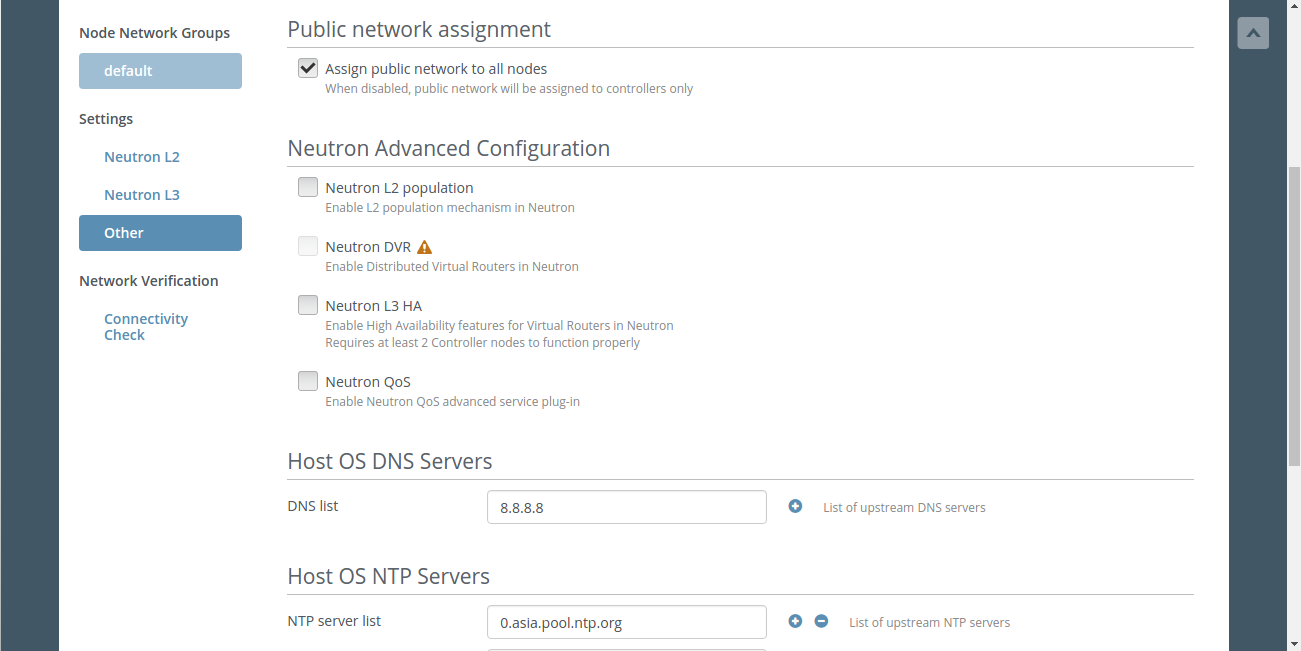 Node Network Groups
default
Settings
Neutron L2
Neutron L3
Other
Network Verification
Connectivity
Check
Public network assignment
Assign public network to all nodes
When disabled, public network will be assigned to controllers only
Neutron Advanced Configuration
Neutron L2 population
Enable L2 population mechanism in Neutron
Neutron DVR
Enable Distributed Virtual Routers in Neutron
Neutron L3 HA
Enable High Availability features for Virtual Routers in Neutron
Requires at least 2 Controller nodes to function properly
Neutron QoS
Enable Neutron QoS advanced service plug-in
Host OS DNS Servers
DNS list 8.8.8.8 List of upstream DNS servers
Host OS NTP Servers
NTP server list 0.asia.pool.ntp.org List of upstream NTP servers